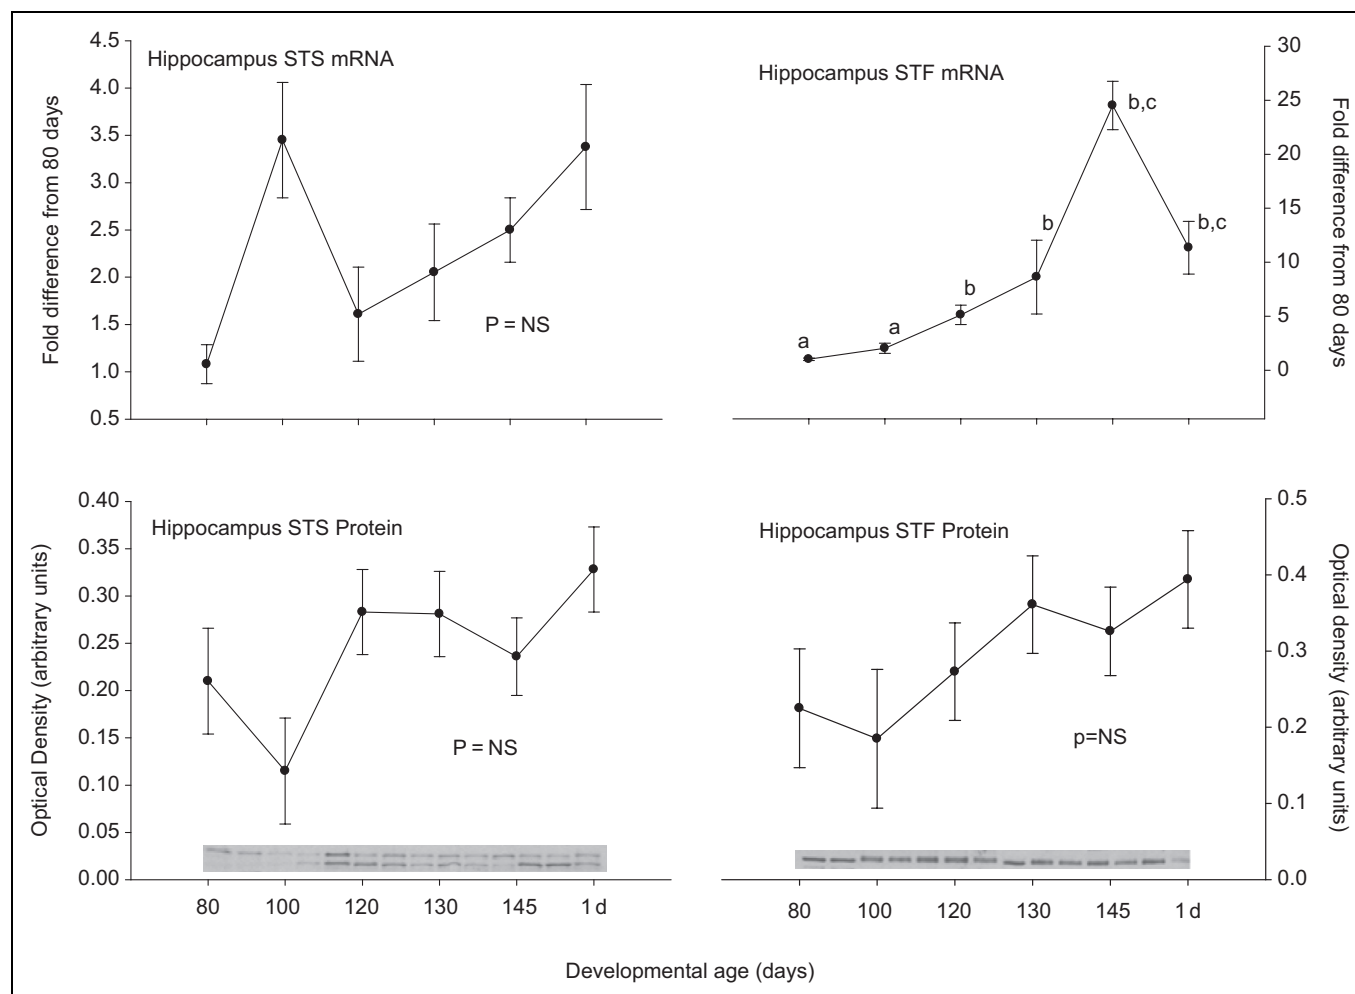 Hippocampus STS mRNA
Fold difference from 80 days
4.5
4.0
3.5
3.0
2.5
2.0
1.5
1.0
0.5
P = NS
Hippocampus STF mRNA
Fold difference from 80 days
30
25
20
15
10
5
0
a
a
b
b
b,c
b,c
Hippocampus STS Protein
Optical Density (arbitrary units)
0.40
0.35
0.30
0.25
0.20
0.15
0.10
0.05
0.00
P = NS
80 100 120 130 145 1 d
Hippocampus STF Protein
Optical density (arbitrary units)
0.5
0.4
0.3
0.2
0.1
0.0
p=NS
80 100 120 130 145 1 d
Developmental age (days)